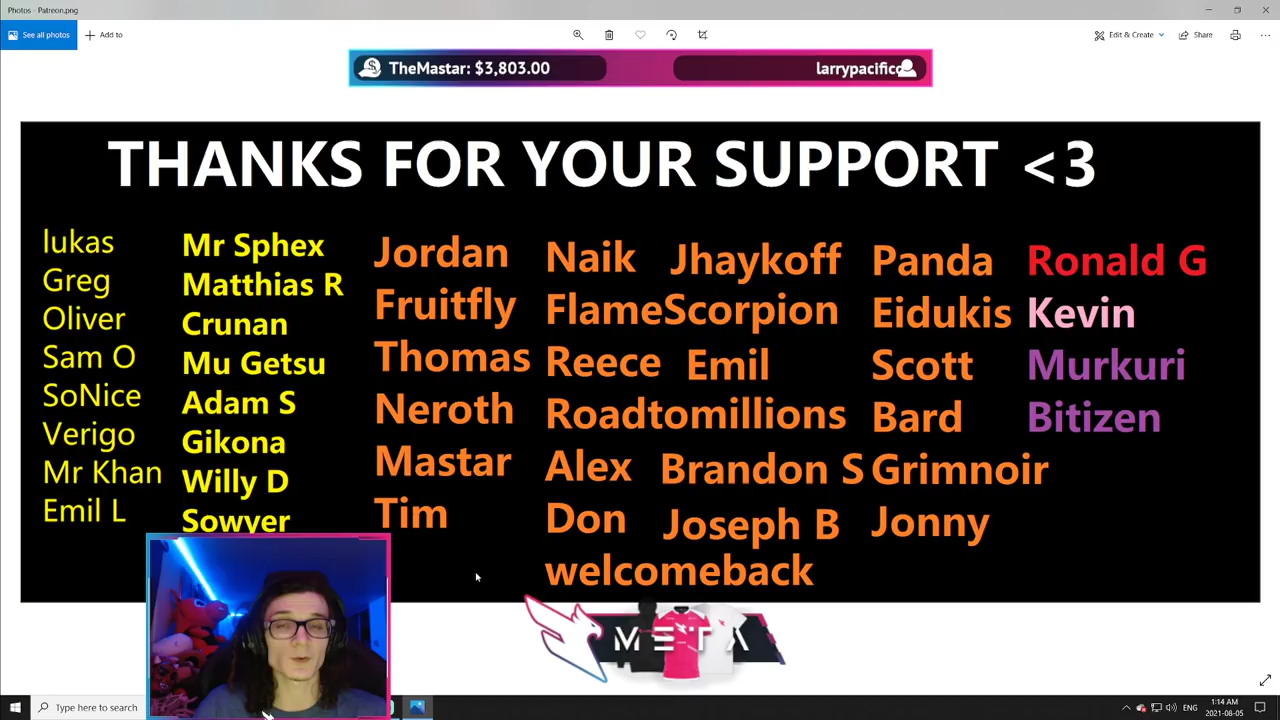 Photos - Patreon.png
See all photos
Add to
Edit & Create
Share
TheMastar: $3,803.00
larrypacific
THANKS FOR YOUR SUPPORT <3
lukas
Greg
Oliver
Sam O
SoNice
Verigo
Mr Khan
Emil L
Mr Sphex
Matthias R
Crunan
Mu Getsu
Adam S
Gikona
Willy D
Sowyer
Jordan
Fruitfly
Thomas
Neroth
Mastar
Tim
Naik Jhaykoff
FlameScorpion
Reece Emil
Roadtomillions
Alex Brandon S
Don Joseph B
welcomeback
Panda
Eidukis
Scott
Bard
Grimnoir
Jonny
Ronald G
Kevin
Murkuri
Bitizen
META
Type here to search
ENG
1:14 AM
2021-08-05